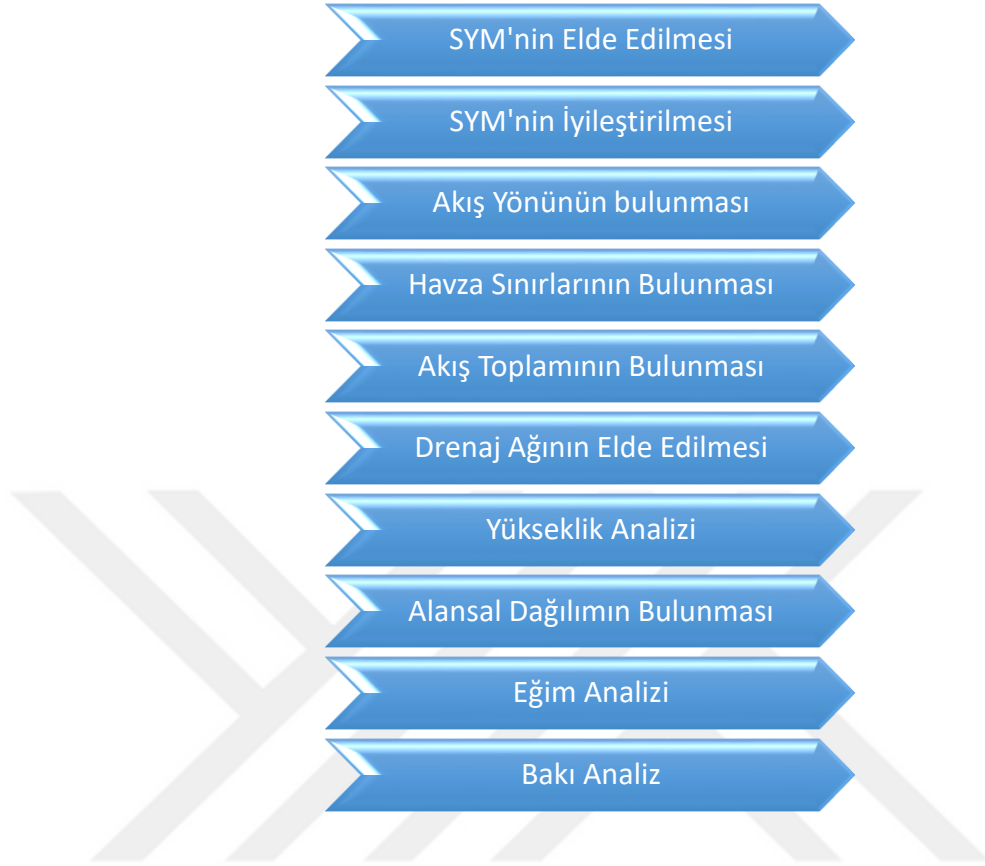 SYM'nin Elde Edilmesi
SYM'nin İyileştirilmesi
Akış Yönünün bulunması
Havza Sınırlarının Bulunması
Akış Toplamının Bulunması
Drenaj Ağının Elde Edilmesi
Yükseklik Analizi
Alansal Dağılımın Bulunması
Eğim Analizi
Bakı Analiz